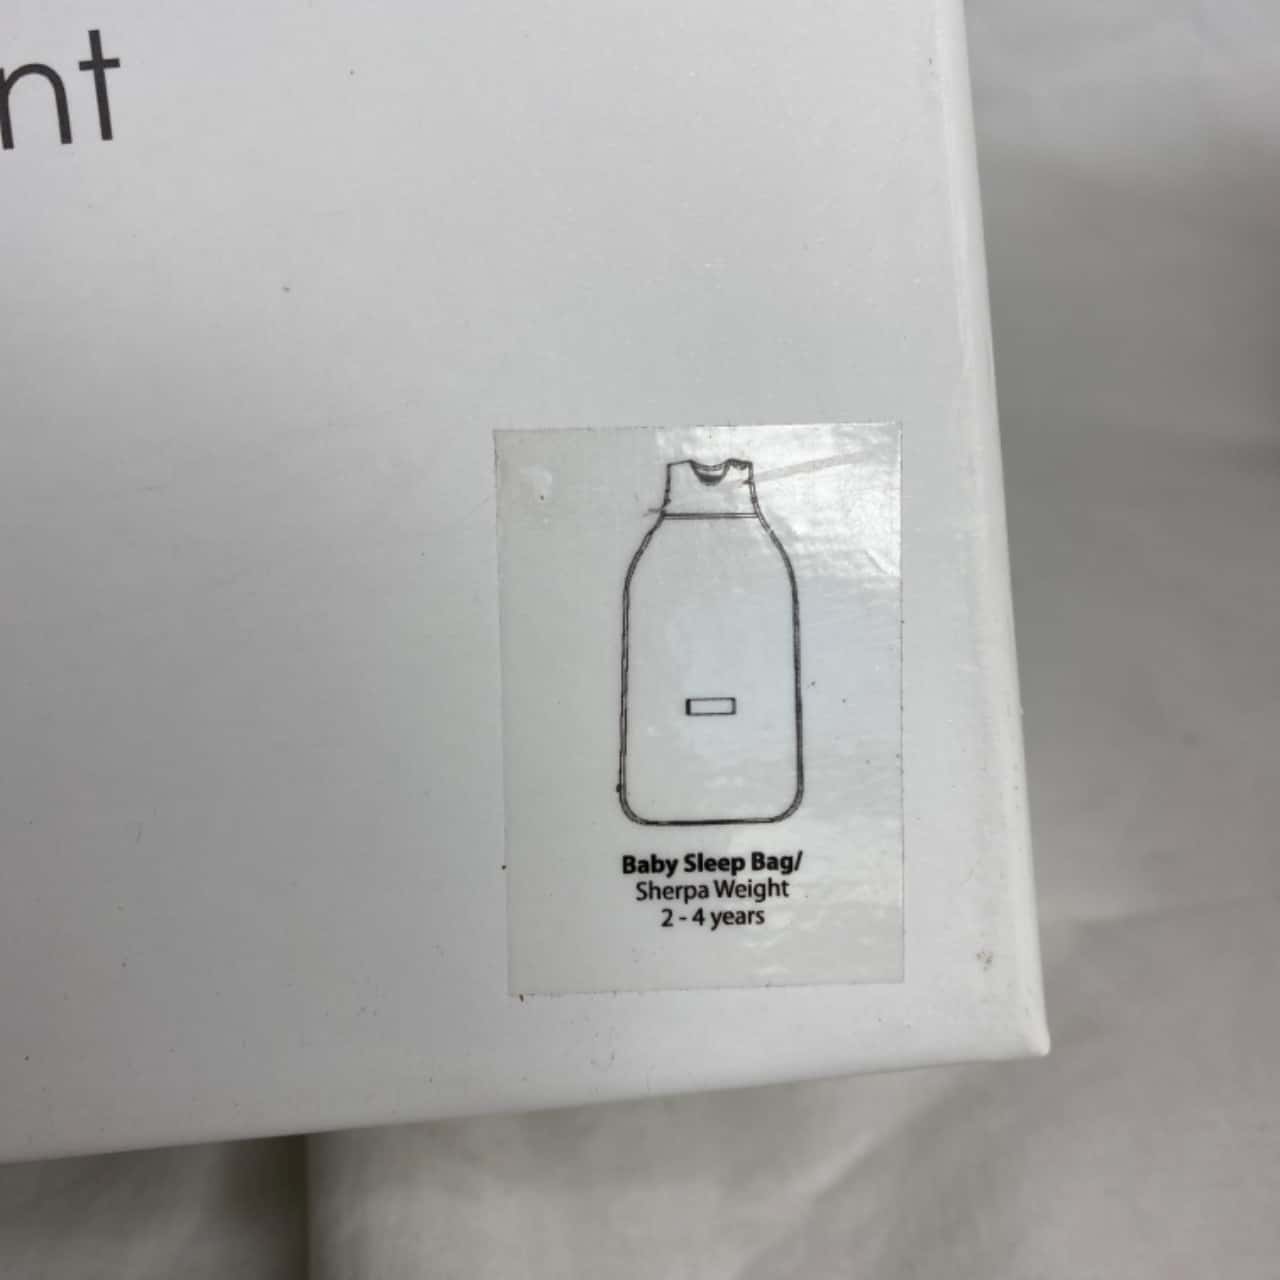 nt
Baby Sleep Bag/
Sherpa Weight
2 - 4 years